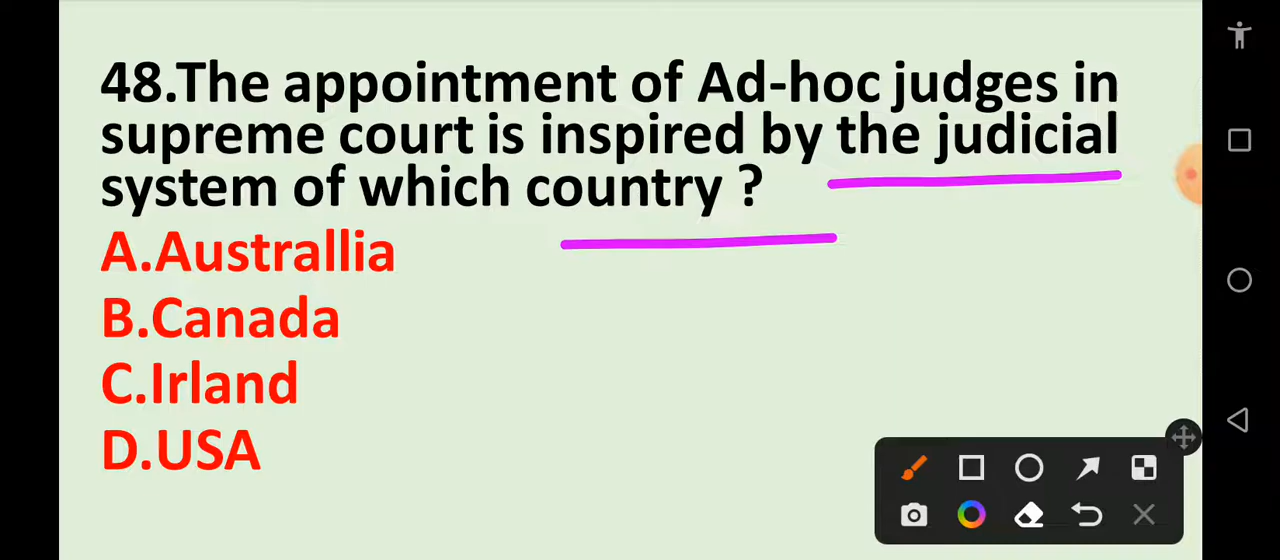 48.The appointment of Ad-hoc judges in
supreme court is inspired by the judicial
system of which country ?
A.Australlia
B.Canada
C.Irland
D.USA